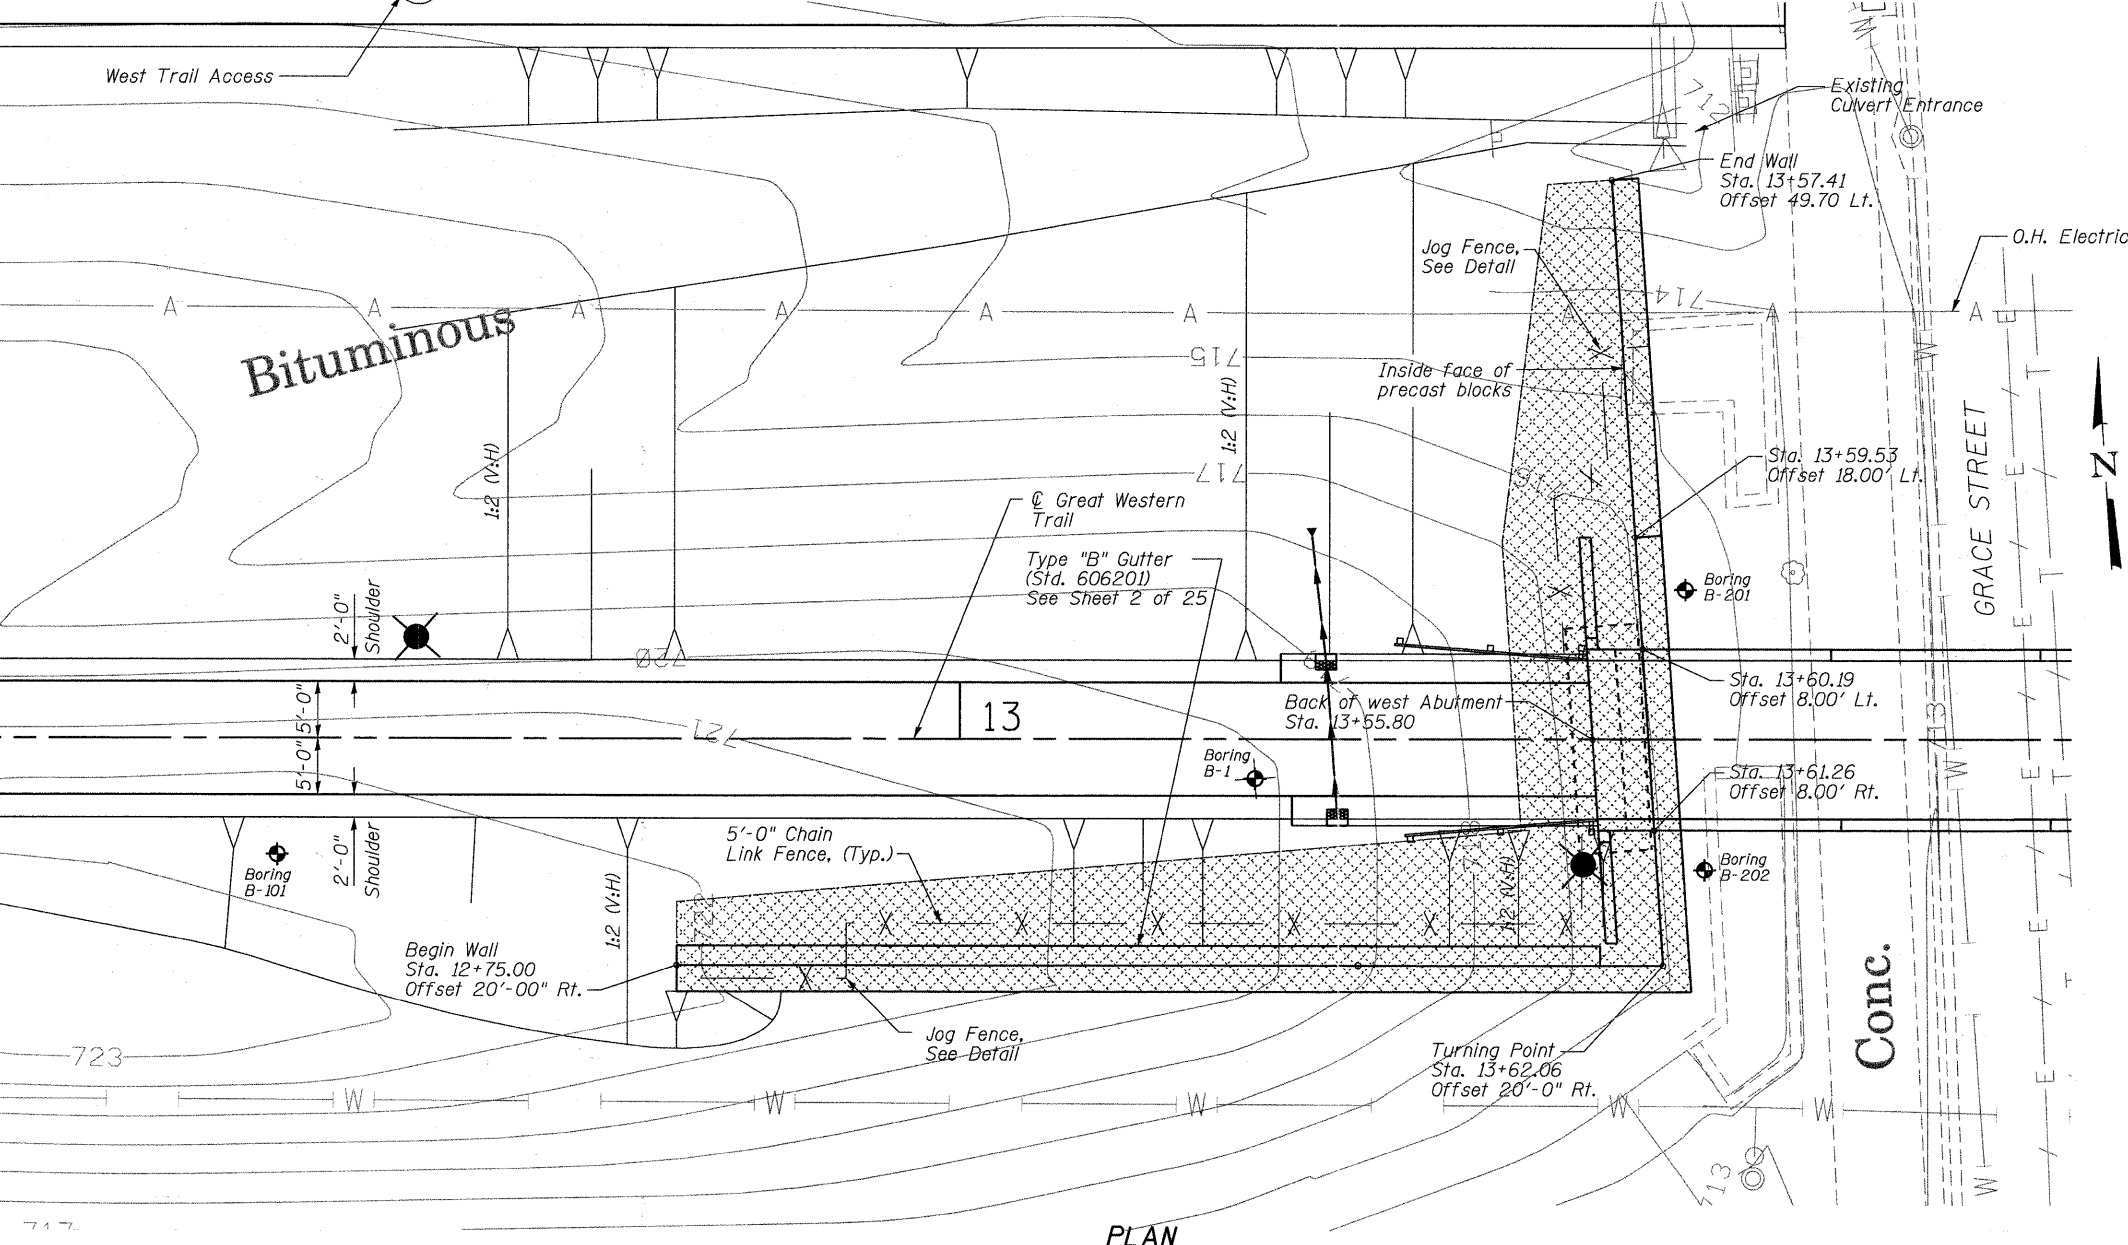 West Trail Access
Existing
Culvert Entrance
712
P
End Wall
Sta. 13+57.41
Offset 49.70 Lt.
O.H. Electric
Jog Fence,
See Detail
714
A A A A A A A A A
Bituminous
715
Inside face of
precast blocks
1:2 (V:H)
1:2 (V:H)
GRACE STREET
N
Sta. 13+59.53
Offset 18.00' Lt.
717
716
℄ Great Western
Trail
Type "B" Gutter
(Std. 606201)
See Sheet 2 of 25
Boring
B-201
2'-0"
Shoulder
720
Sta. 13+60.19
Offset 8.00' Lt.
5'-0"
5'-0"
13
Back of west Abutment
Sta. 13+55.80
721
713
Boring
B-1
Sta. 13+61.26
Offset 8.00' Rt.
5'-0" Chain
Link Fence, (Typ.)
2'-0"
Shoulder
Boring
B-101
Boring
B-202
1:2 (V:H)
1:2 (V:H)
722
X X X X X X
Begin Wall
Sta. 12+75.00
Offset 20'-00" Rt.
X
Conc.
Jog Fence,
See Detail
Turning Point
Sta. 13+62.06
Offset 20'-0" Rt.
723
W W W W W
713
717
PLAN